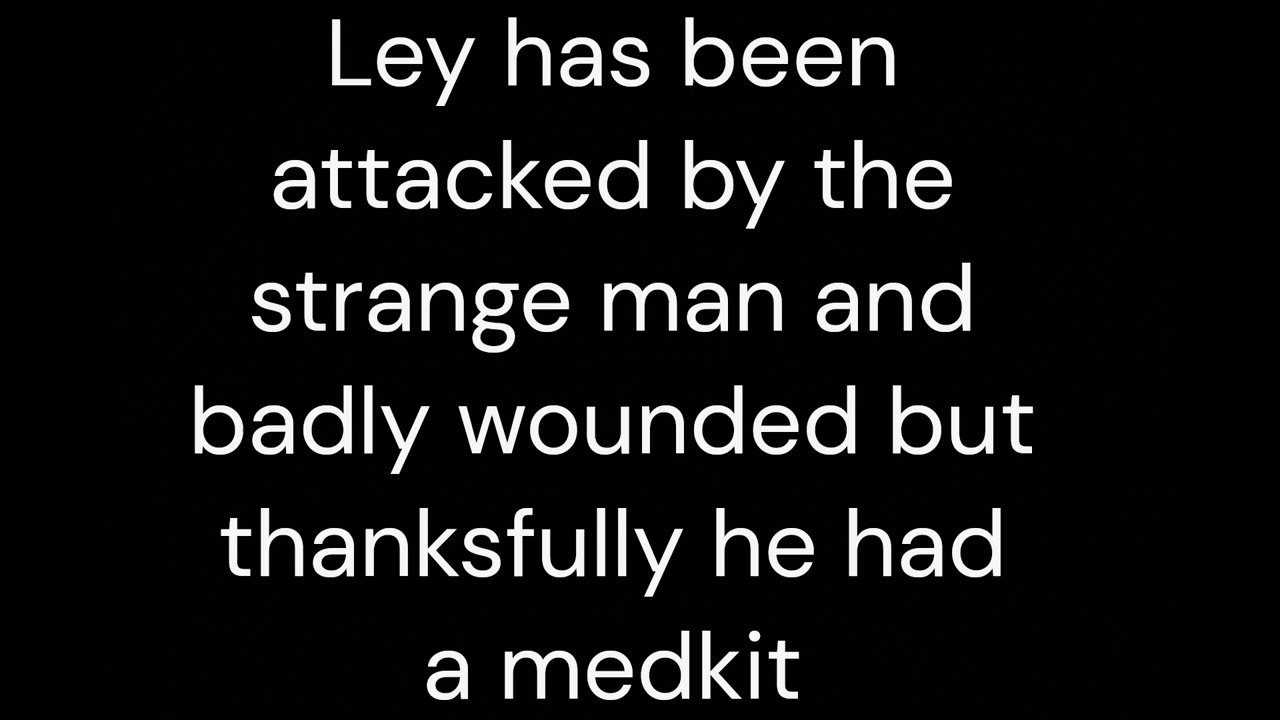 Ley has been
attacked by the
strange man and
badly wounded but
thanksfully he had
a medkit